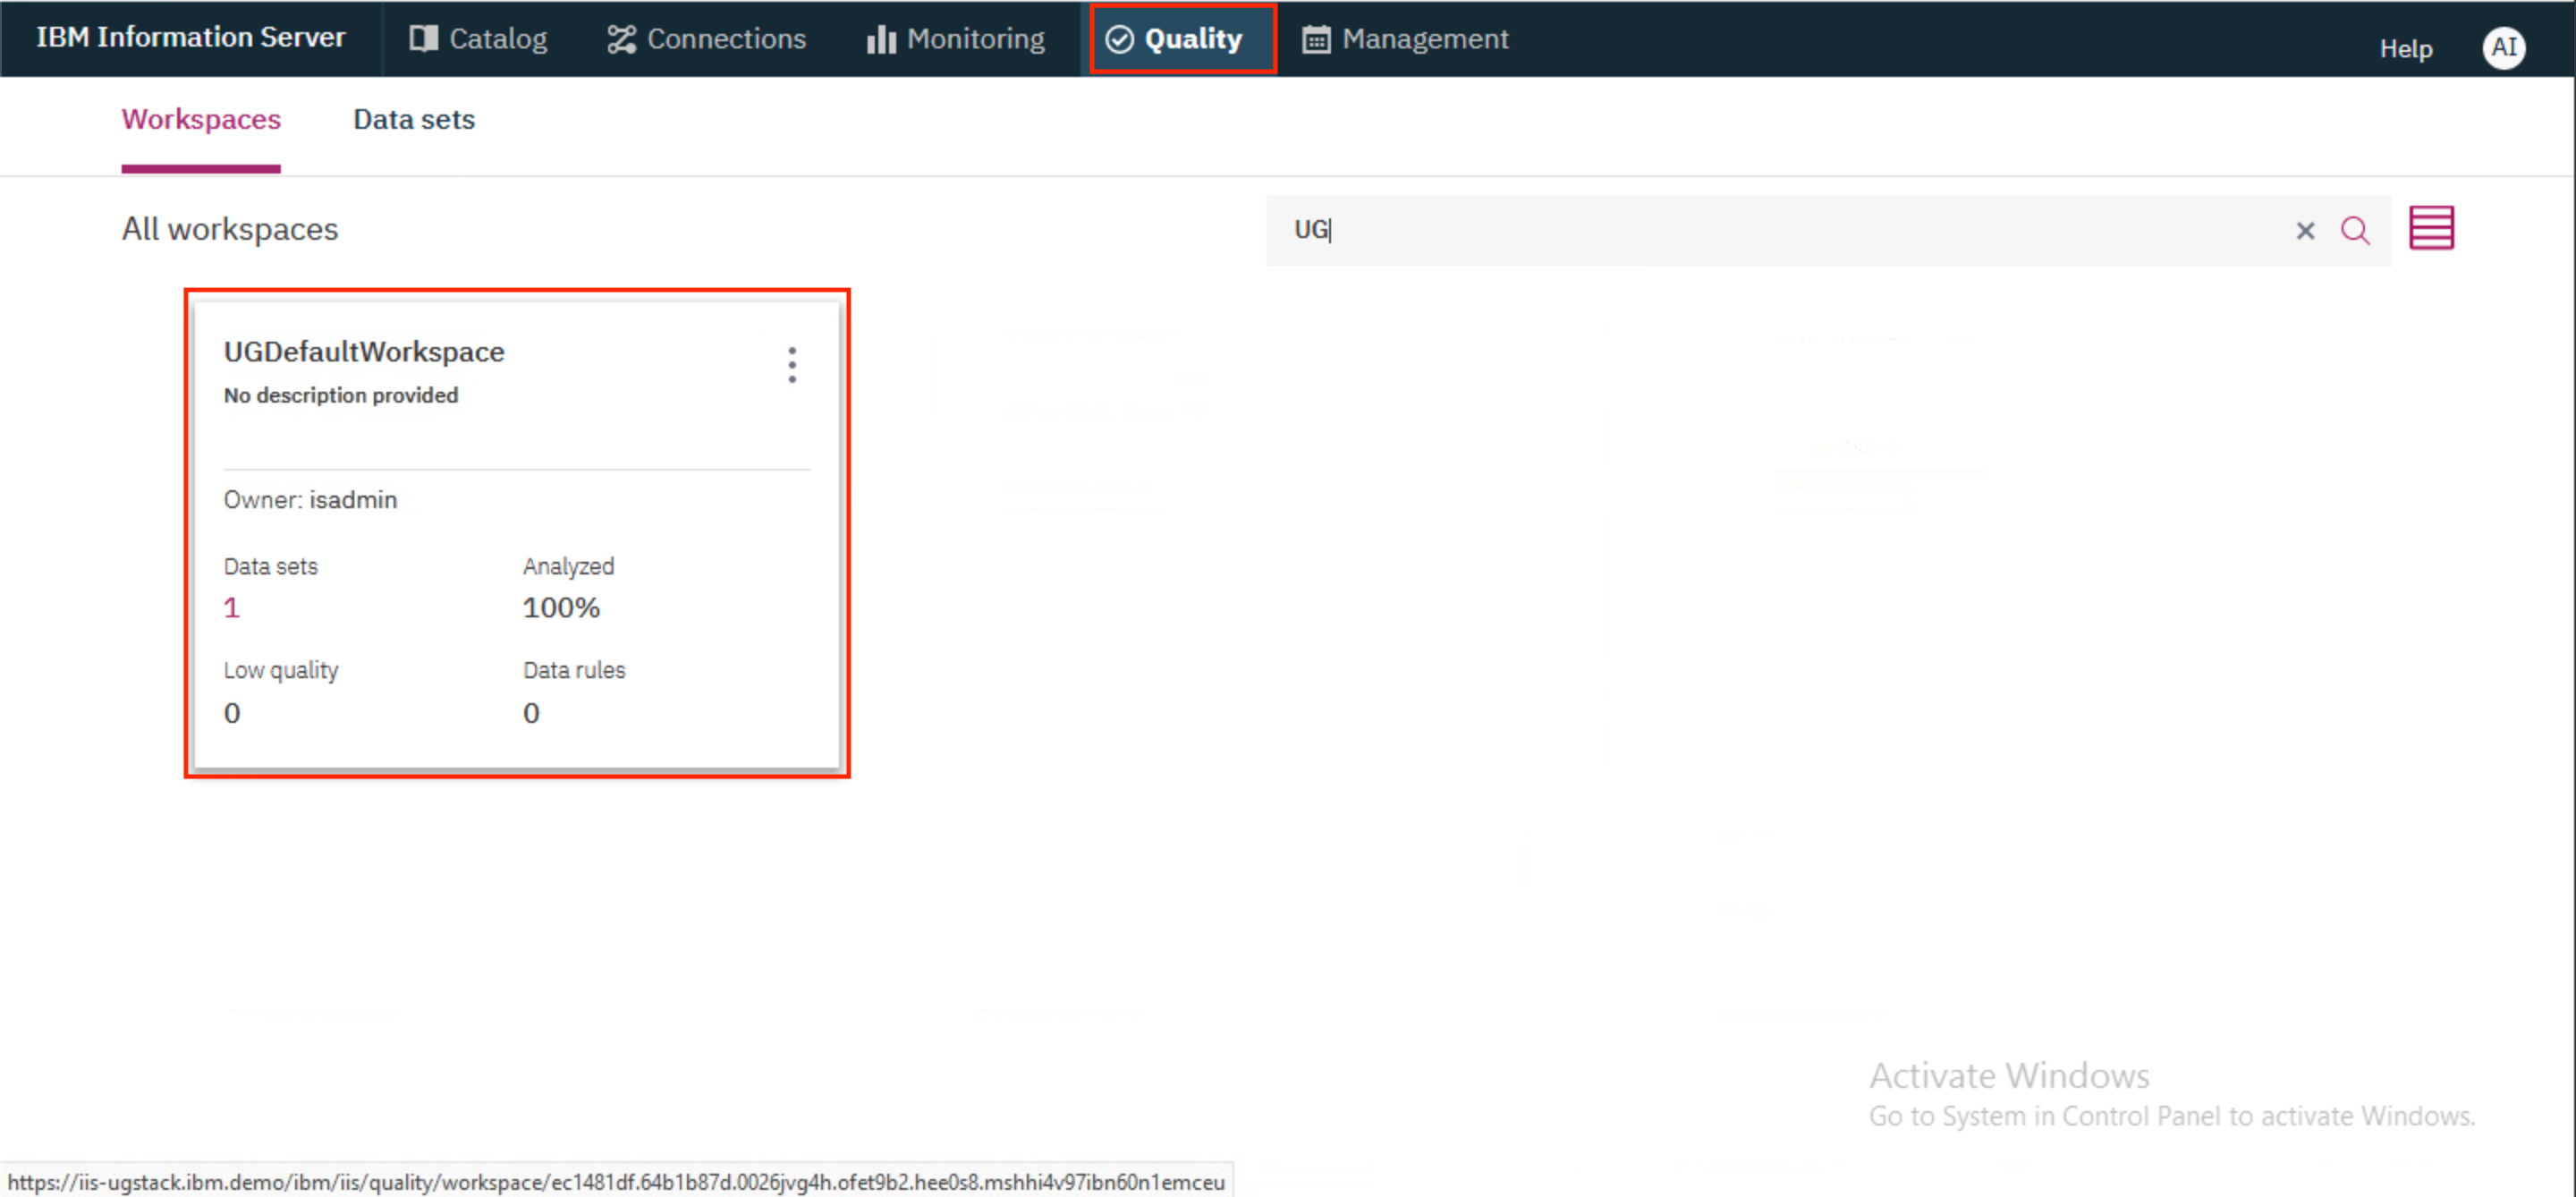 IBM Information Server Catalog Connections Monitoring Quality Management Help AI
Workspaces Data sets
All workspaces UG
UGDefaultWorkspace
No description provided
Owner: isadmin
Data sets Analyzed
1 100%
Low quality Data rules
0 0
Activate Windows
Go to System in Control Panel to activate Windows.
https://iis-ugstack.ibm.demo/ibm/iis/quality/workspace/ec1481df.64b1b87d.0026jvg4h.ofet9b2.hee0s8.mshhi4v97ibn60n1emceu